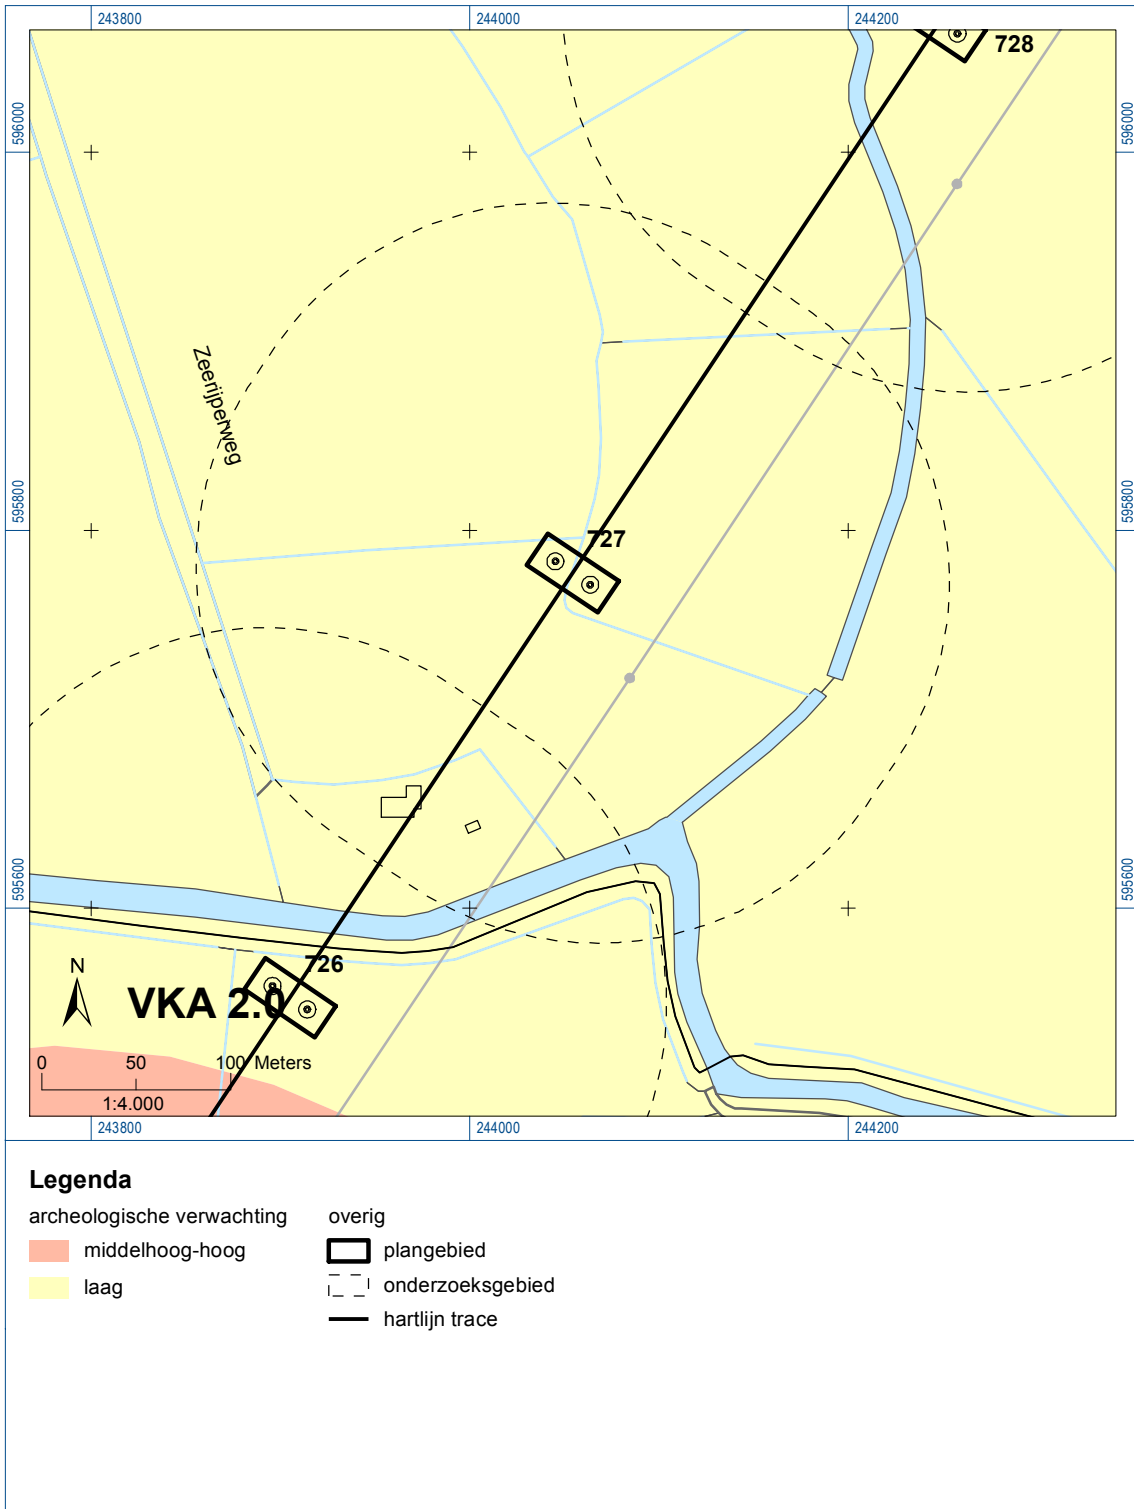 243800
244000
244200
728
596000
596000
Zeerijperweg
595800
595800
727
595600
595600
726
N
VKA 2.0
0 50 100 Meters
1:4.000
243800
244000
244200
Legenda
archeologische verwachting
middelhoog-hoog
laag
overig
plangebied
onderzoeksgebied
hartlijn trace